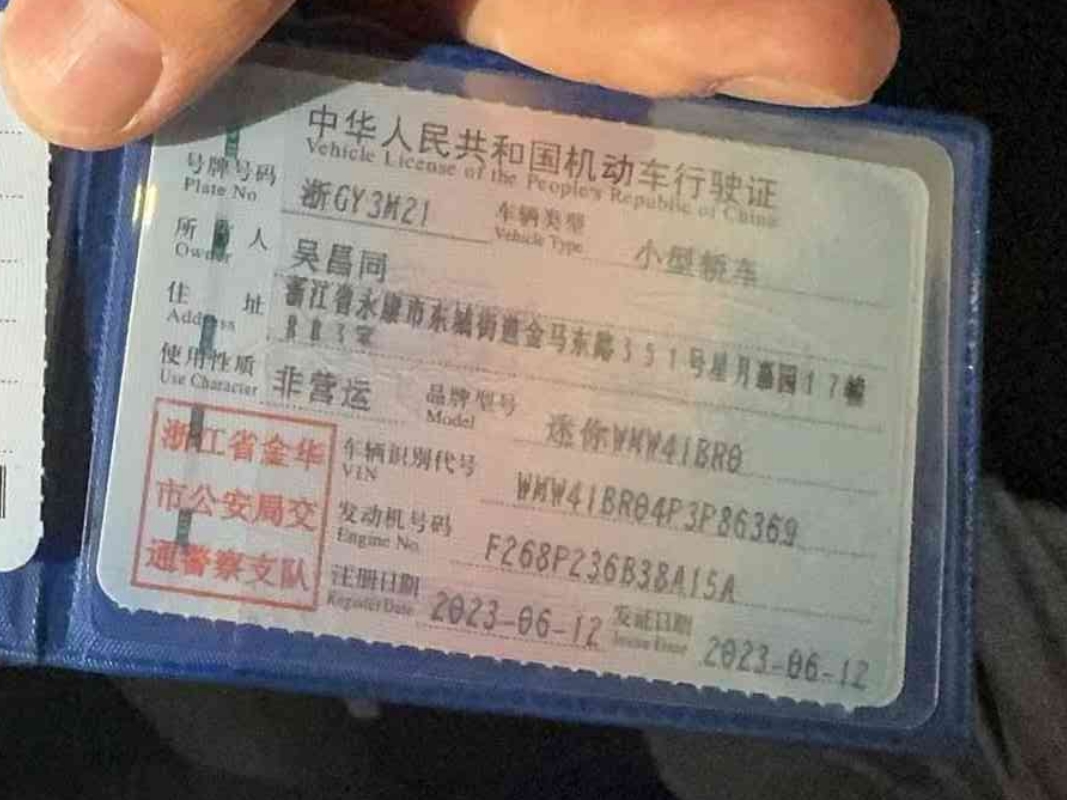 中华人民共和国机动车行驶证
Vehicle License of the People's Republic of China
号牌号码 浙GY3M21 车辆类型 小型轿车
Plate No Vehicle Type
所有人 吴昌同
Owner
住址 浙江省永康市东城街道金马东路351号星月嘉园17幢
Address 803室
使用性质 非营运 品牌型号 迷你WMW41BR0
Use Character Model
浙江省金华
市公安局交
通警察支队
车辆识别代号 WMW41BR04P3P86369
VIN
发动机号码 F268P236B38A15A
Engine No.
注册日期 2023-06-12 发证日期 2023-06-12
Register Date Issue Date